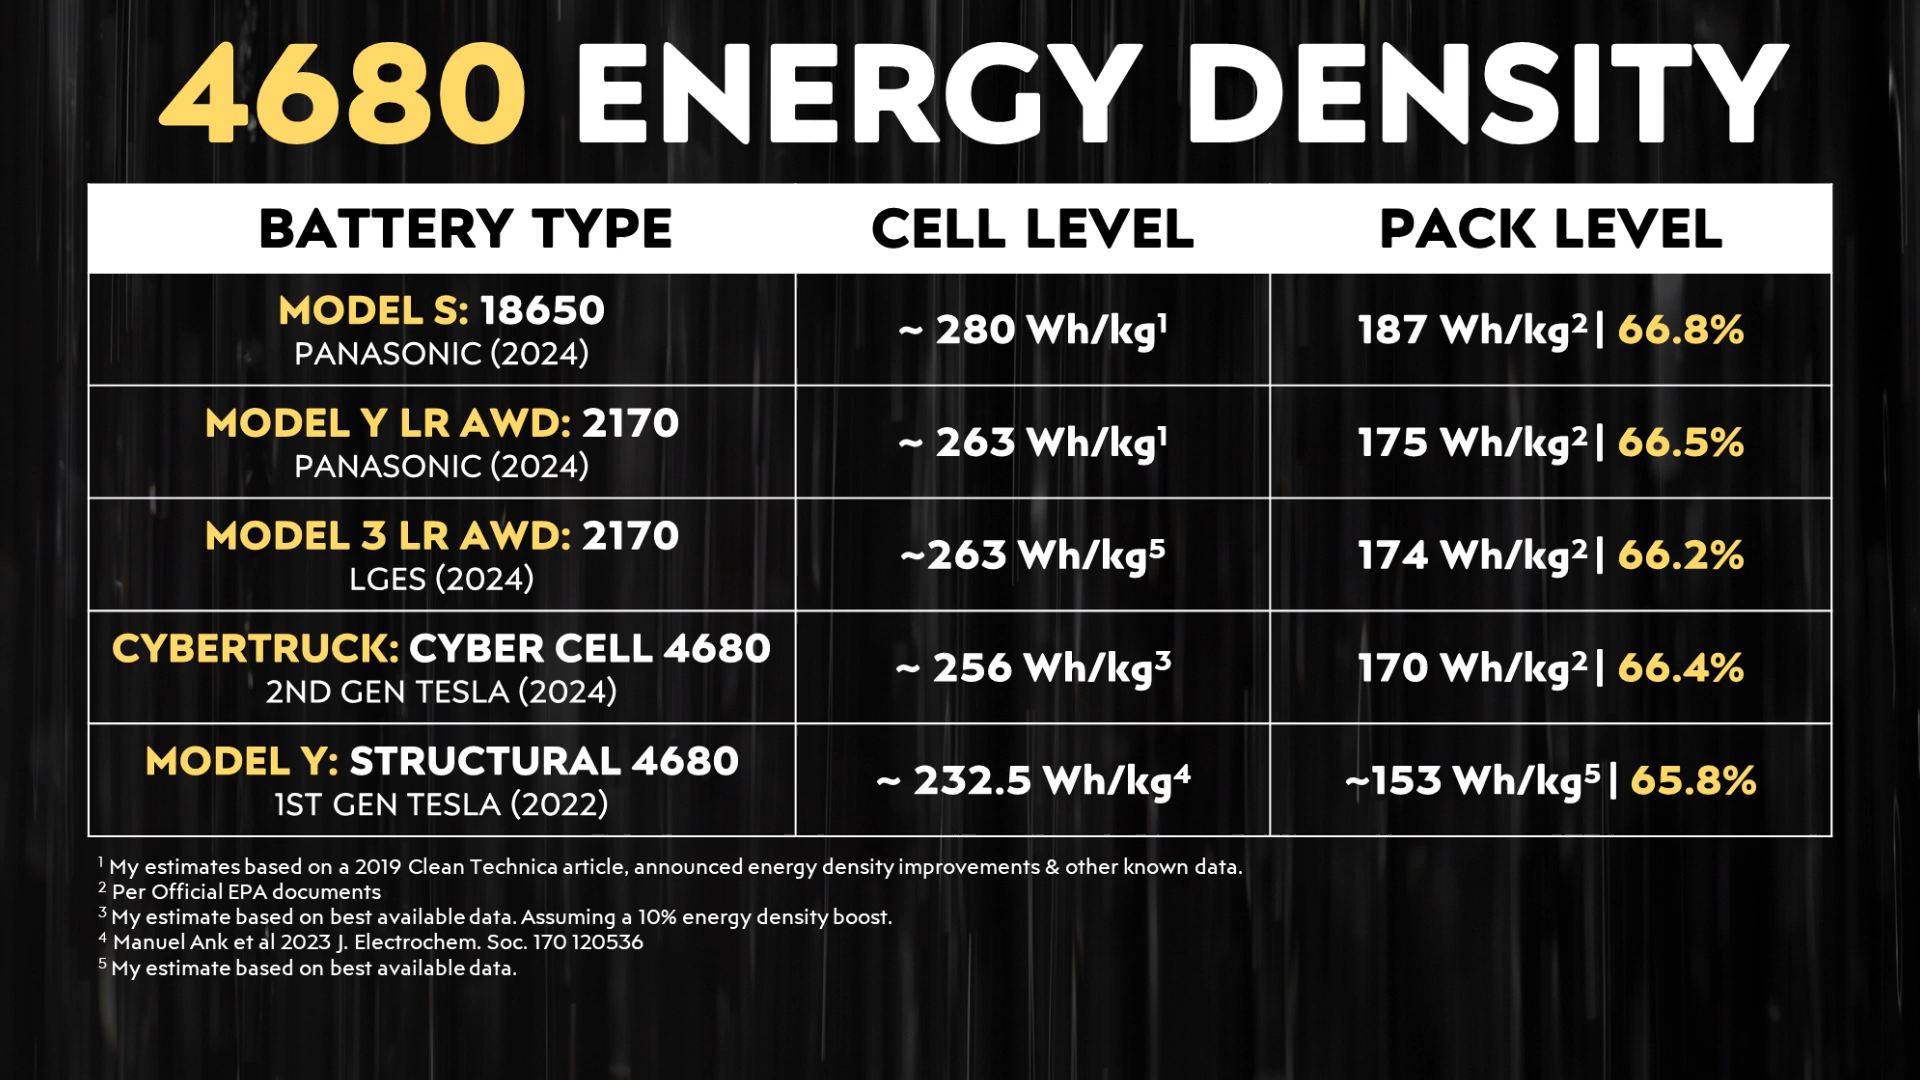 4680 ENERGY DENSITY
BATTERY TYPE CELL LEVEL PACK LEVEL
MODEL S: 18650
PANASONIC (2024)
~ 280 Wh/kg¹
187 Wh/kg² | 66.8%
MODEL Y LR AWD: 2170
PANASONIC (2024)
~ 263 Wh/kg¹
175 Wh/kg² | 66.5%
MODEL 3 LR AWD: 2170
LGES (2024)
~263 Wh/kg⁵
174 Wh/kg² | 66.2%
CYBERTRUCK: CYBER CELL 4680
2ND GEN TESLA (2024)
~ 256 Wh/kg³
170 Wh/kg² | 66.4%
MODEL Y: STRUCTURAL 4680
1ST GEN TESLA (2022)
~ 232.5 Wh/kg⁴
~153 Wh/kg⁵ | 65.8%
¹ My estimates based on a 2019 Clean Technica article, announced energy density improvements & other known data.
² Per Official EPA documents
³ My estimate based on best available data. Assuming a 10% energy density boost.
⁴ Manuel Ank et al 2023 J. Electrochem. Soc. 170 120536
⁵ My estimate based on best available data.